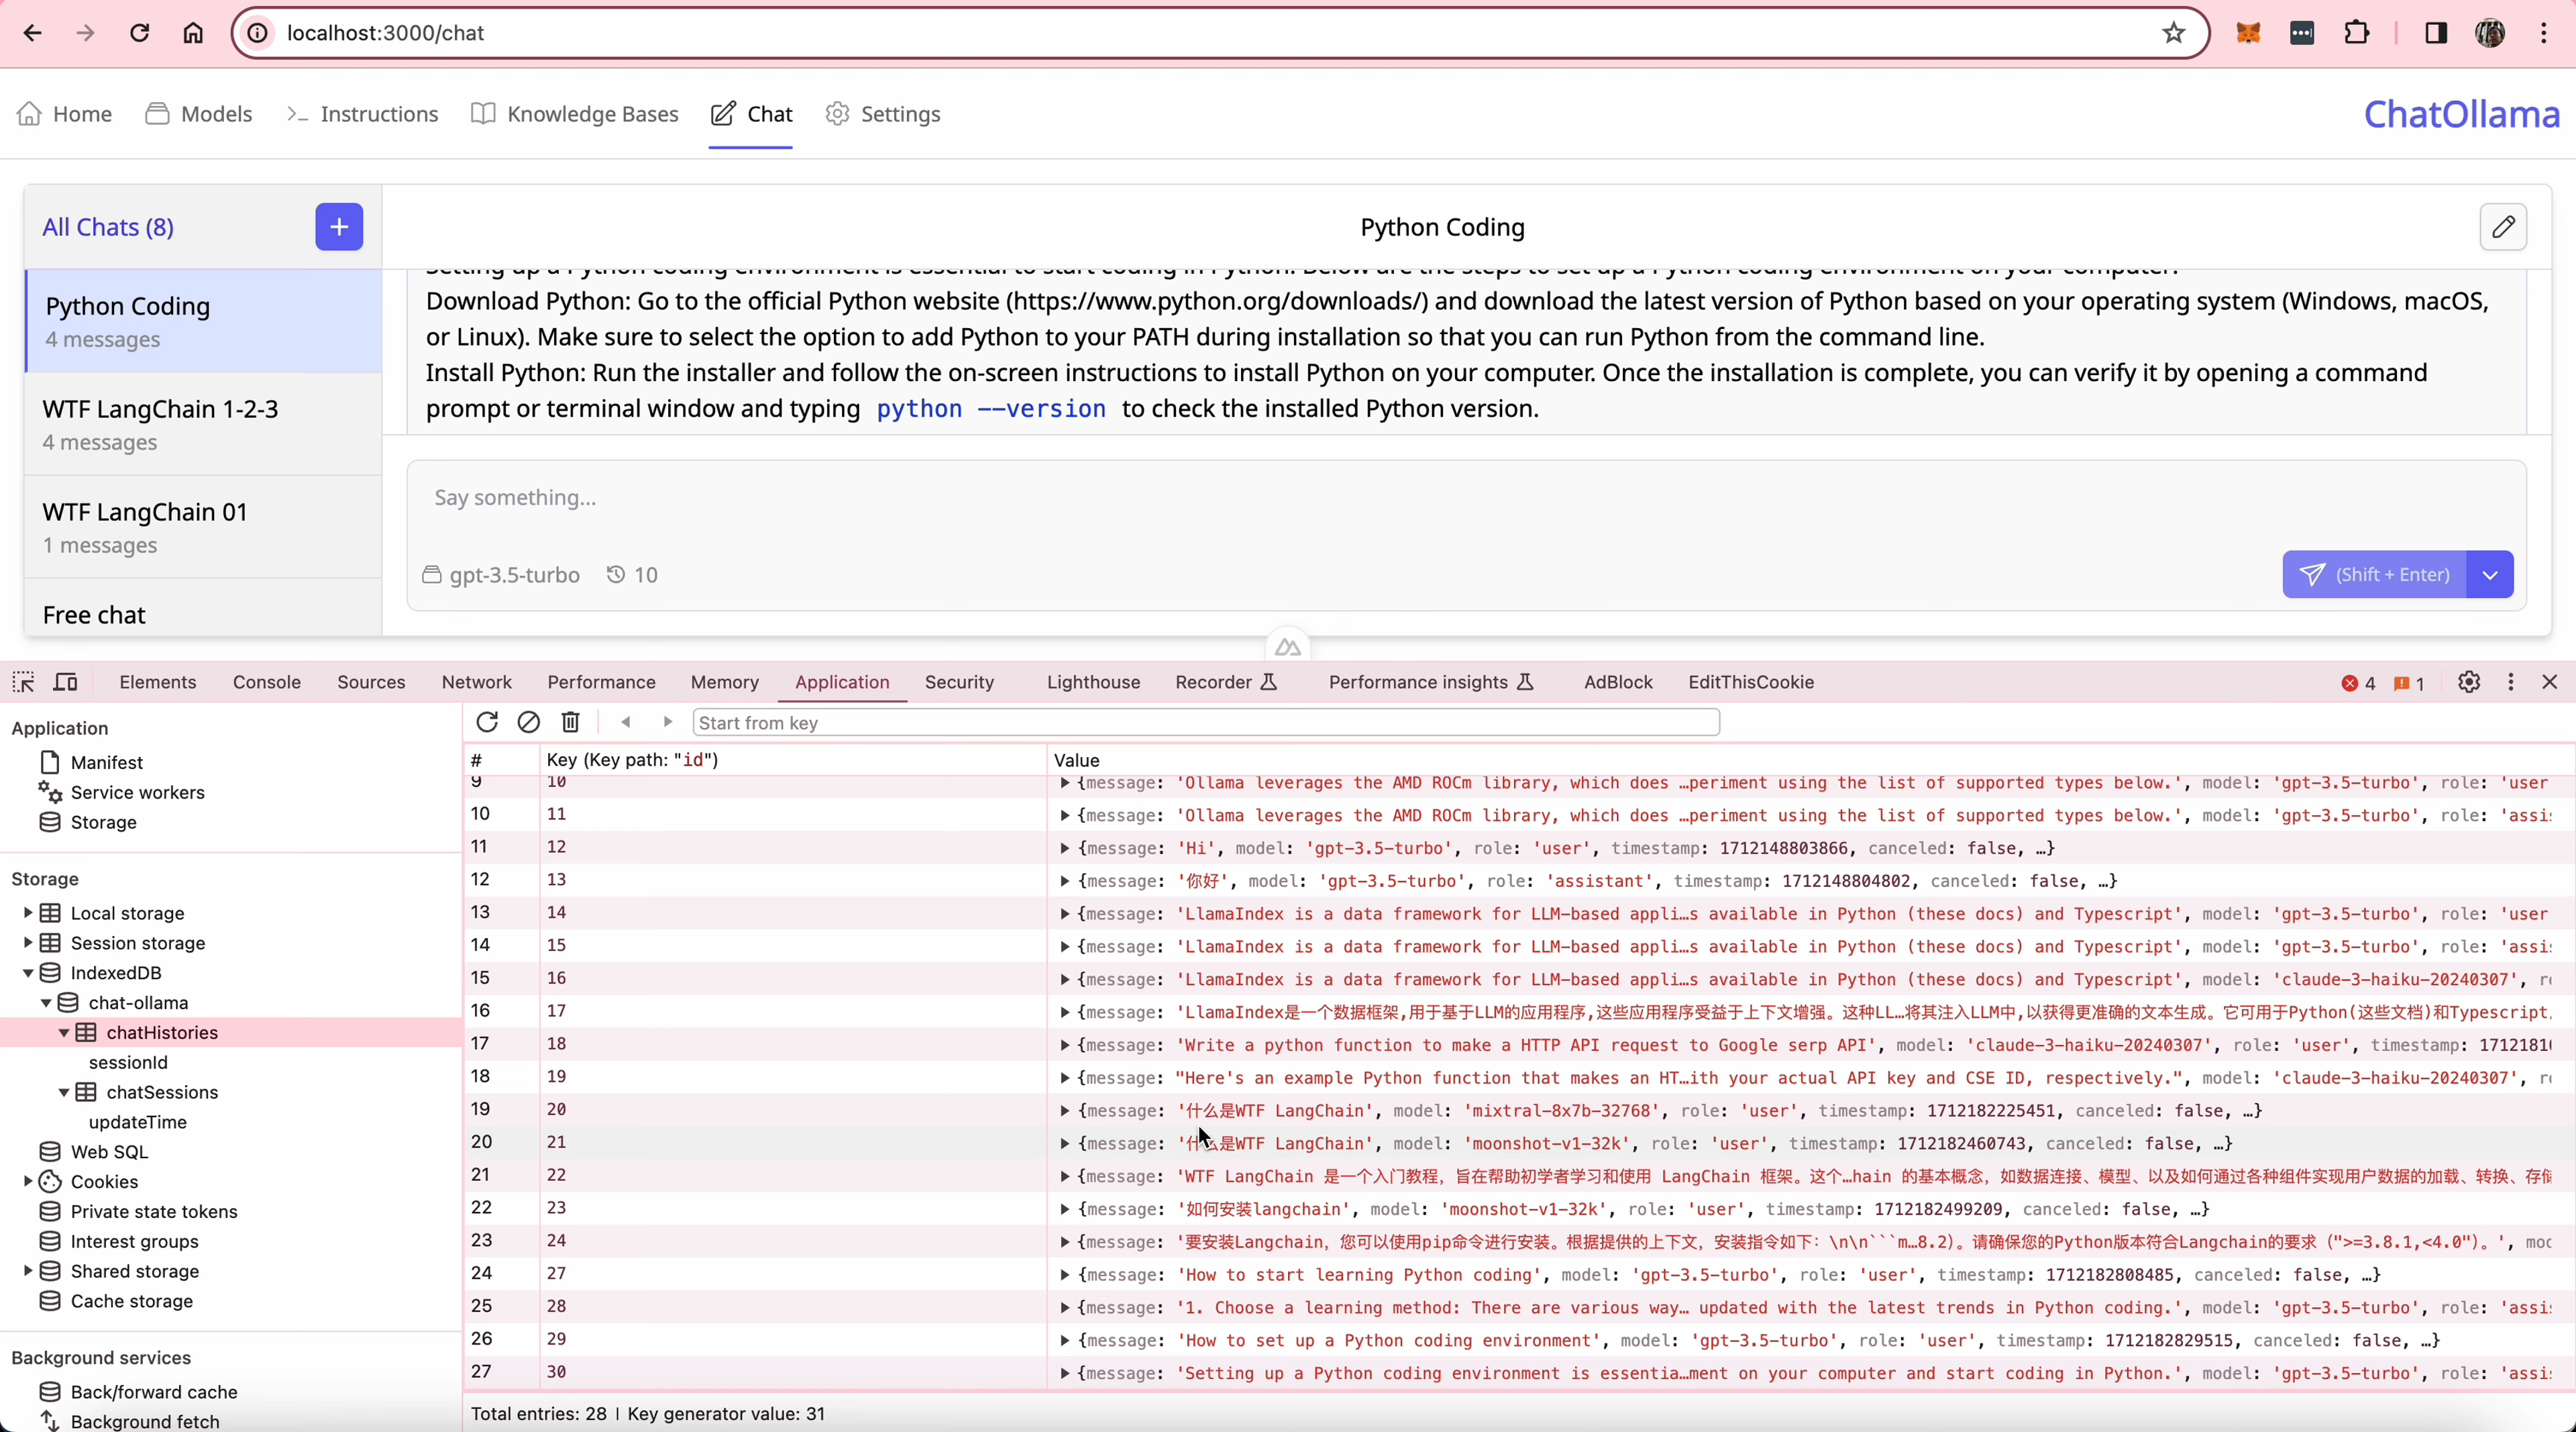 localhost:3000/chat
Home Models Instructions Knowledge Bases Chat Settings ChatOllama
All Chats (8)
Python Coding
4 messages
WTF LangChain 1-2-3
4 messages
WTF LangChain 01
1 messages
Free chat
Python Coding
Setting up a Python coding environment is essential to start coding in Python. Below are the steps to set up a Python coding environment on your computer:
Download Python: Go to the official Python website (https://www.python.org/downloads/) and download the latest version of Python based on your operating system (Windows, macOS,
or Linux). Make sure to select the option to add Python to your PATH during installation so that you can run Python from the command line.
Install Python: Run the installer and follow the on-screen instructions to install Python on your computer. Once the installation is complete, you can verify it by opening a command
prompt or terminal window and typing python --version to check the installed Python version.
Say something...
gpt-3.5-turbo 10
(Shift + Enter)
Elements Console Sources Network Performance Memory Application Security Lighthouse Recorder Performance insights AdBlock EditThisCookie 4 1
Application
Manifest
Service workers
Storage
Storage
Local storage
Session storage
IndexedDB
chat-ollama
chatHistories
sessionId
chatSessions
updateTime
Web SQL
Cookies
Private state tokens
Interest groups
Shared storage
Cache storage
Background services
Back/forward cache
Background fetch
Start from key
# Key (Key path: "id") Value
9 10 {message: 'Ollama leverages the AMD ROCm library, which does …periment using the list of supported types below.', model: 'gpt-3.5-turbo', role: 'user
10 11 {message: 'Ollama leverages the AMD ROCm library, which does …periment using the list of supported types below.', model: 'gpt-3.5-turbo', role: 'assi
11 12 {message: 'Hi', model: 'gpt-3.5-turbo', role: 'user', timestamp: 1712148803866, canceled: false, …}
12 13 {message: '你好', model: 'gpt-3.5-turbo', role: 'assistant', timestamp: 1712148804802, canceled: false, …}
13 14 {message: 'LlamaIndex is a data framework for LLM-based appli…s available in Python (these docs) and Typescript', model: 'gpt-3.5-turbo', role: 'user
14 15 {message: 'LlamaIndex is a data framework for LLM-based appli…s available in Python (these docs) and Typescript', model: 'gpt-3.5-turbo', role: 'assi
15 16 {message: 'LlamaIndex is a data framework for LLM-based appli…s available in Python (these docs) and Typescript', model: 'claude-3-haiku-20240307', r
16 17 {message: 'LlamaIndex是一个数据框架,用于基于LLM的应用程序,这些应用程序受益于上下文增强。这种LL…将其注入LLM中,以获得更准确的文本生成。它可用于Python(这些文档)和Typescript.
17 18 {message: 'Write a python function to make a HTTP API request to Google serp API', model: 'claude-3-haiku-20240307', role: 'user', timestamp: 1712181
18 19 {message: "Here's an example Python function that makes an HT…ith your actual API key and CSE ID, respectively.", model: 'claude-3-haiku-20240307', r
19 20 {message: '什么是WTF LangChain', model: 'mixtral-8x7b-32768', role: 'user', timestamp: 1712182225451, canceled: false, …}
20 21 {message: '什么是WTF LangChain', model: 'moonshot-v1-32k', role: 'user', timestamp: 1712182460743, canceled: false, …}
21 22 {message: 'WTF LangChain 是一个入门教程，旨在帮助初学者学习和使用 LangChain 框架。这个…hain 的基本概念，如数据连接、模型、以及如何通过各种组件实现用户数据的加载、转换、存储
22 23 {message: '如何安装langchain', model: 'moonshot-v1-32k', role: 'user', timestamp: 1712182499209, canceled: false, …}
23 24 {message: '要安装Langchain，您可以使用pip命令进行安装。根据提供的上下文，安装指令如下：\n\n```m…8.2）。请确保您的Python版本符合Langchain的要求（">=3.8.1,<4.0"）。', mod
24 27 {message: 'How to start learning Python coding', model: 'gpt-3.5-turbo', role: 'user', timestamp: 1712182808485, canceled: false, …}
25 28 {message: '1. Choose a learning method: There are various way… updated with the latest trends in Python coding.', model: 'gpt-3.5-turbo', role: 'assi
26 29 {message: 'How to set up a Python coding environment', model: 'gpt-3.5-turbo', role: 'user', timestamp: 1712182829515, canceled: false, …}
27 30 {message: 'Setting up a Python coding environment is essentia…ment on your computer and start coding in Python.', model: 'gpt-3.5-turbo', role: 'assi
Total entries: 28 | Key generator value: 31